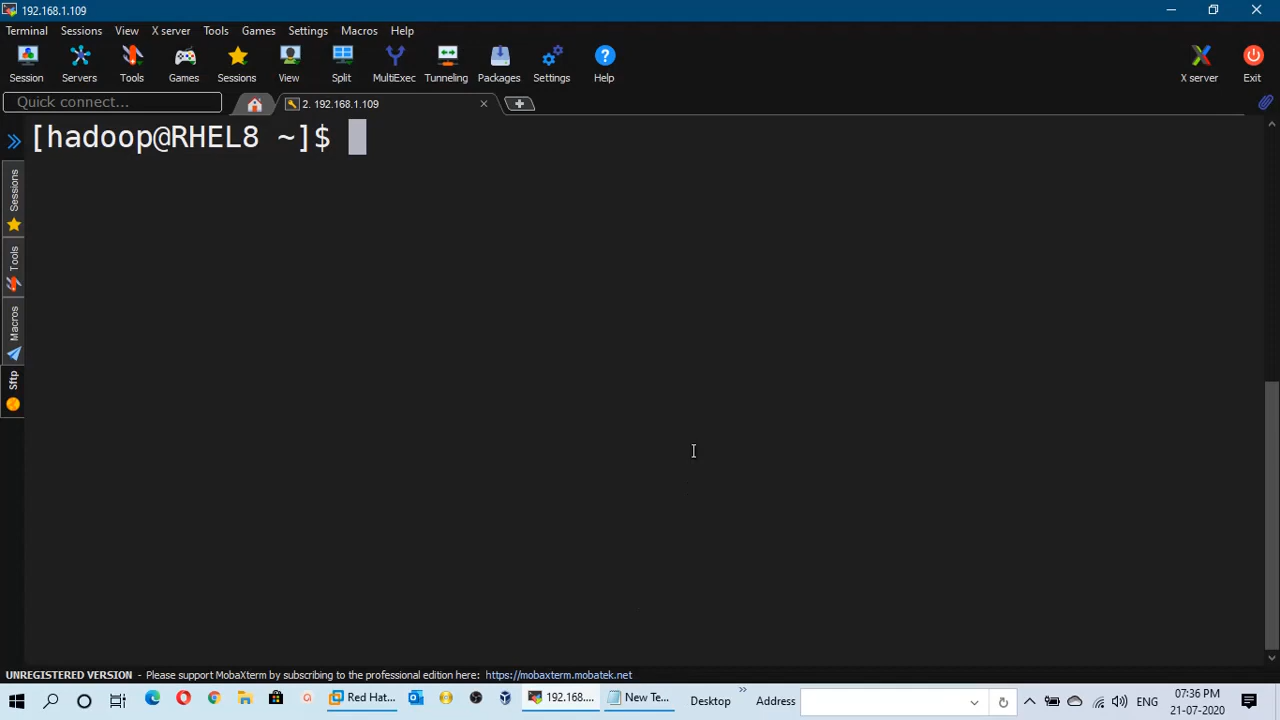 192.168.1.109
Terminal Sessions View X server Tools Games Settings Macros Help
Session Servers Tools Games Sessions View Split MultiExec Tunneling Packages Settings Help X server Exit
Quick connect... 2. 192.168.1.109
[hadoop@RHEL8 ~]$
Sessions
Tools
Macros
Sftp
UNREGISTERED VERSION - Please support MobaXterm by subscribing to the professional edition here: https://mobaxterm.mobatek.net
Red Hat... 192.168.... New Te... Desktop Address ENG 07:36 PM
21-07-2020